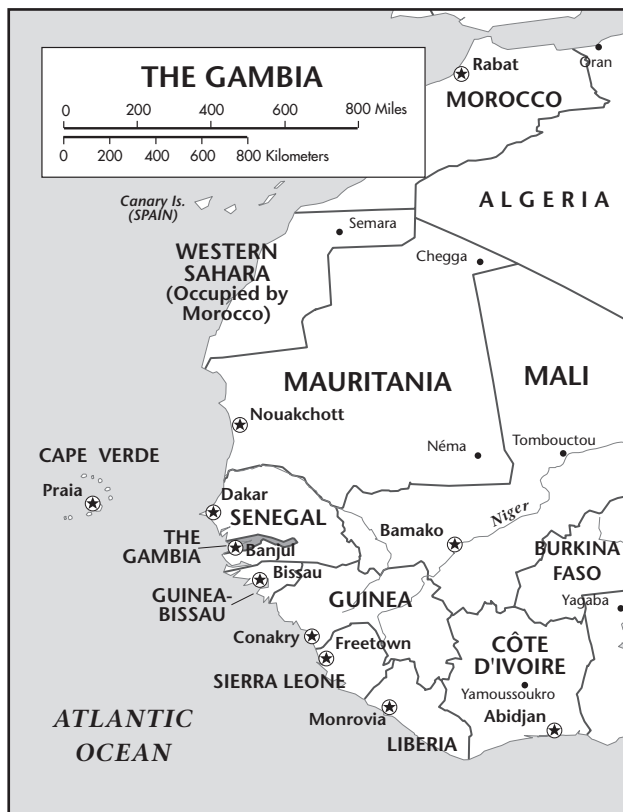 THE GAMBIA
0 200 400 600 800 Miles
0 200 400 600 800 Kilometers
Rabat
Oran
MOROCCO
Canary Is.
(SPAIN)
ALGERIA
Semara
WESTERN
SAHARA
(Occupied by
Morocco)
Chegga
MAURITANIA
MALI
Nouakchott
Néma
Tombouctou
CAPE VERDE
Praia
Dakar
SENEGAL
Niger
Bamako
THE
GAMBIA
Banjul
BURKINA
FASO
Bissau
GUINEA-
BISSAU
GUINEA
Yagaba
Conakry
Freetown
CÔTE
D'IVOIRE
SIERRA LEONE
Yamoussoukro
Monrovia
Abidjan
LIBERIA
ATLANTIC
OCEAN